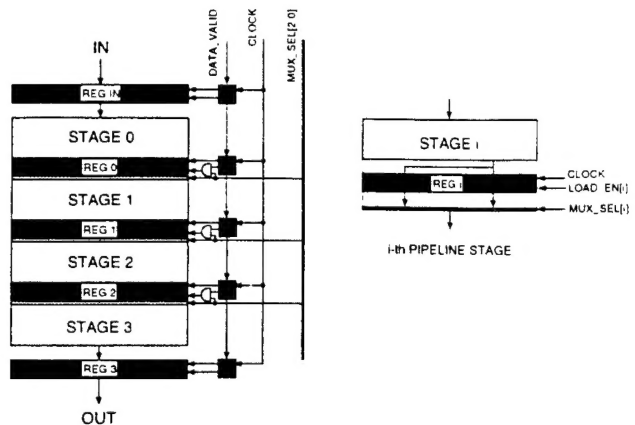 DATA_VALID
CLOCK
MUX_SEL[2 0]
IN
REG IN
STAGE 0
REG 0
STAGE 1
REG 1
STAGE 2
REG 2
STAGE 3
REG 3
OUT
STAGE i
REG i
CLOCK
LOAD_EN[i]
MUX_SEL[i]
i-th PIPELINE STAGE